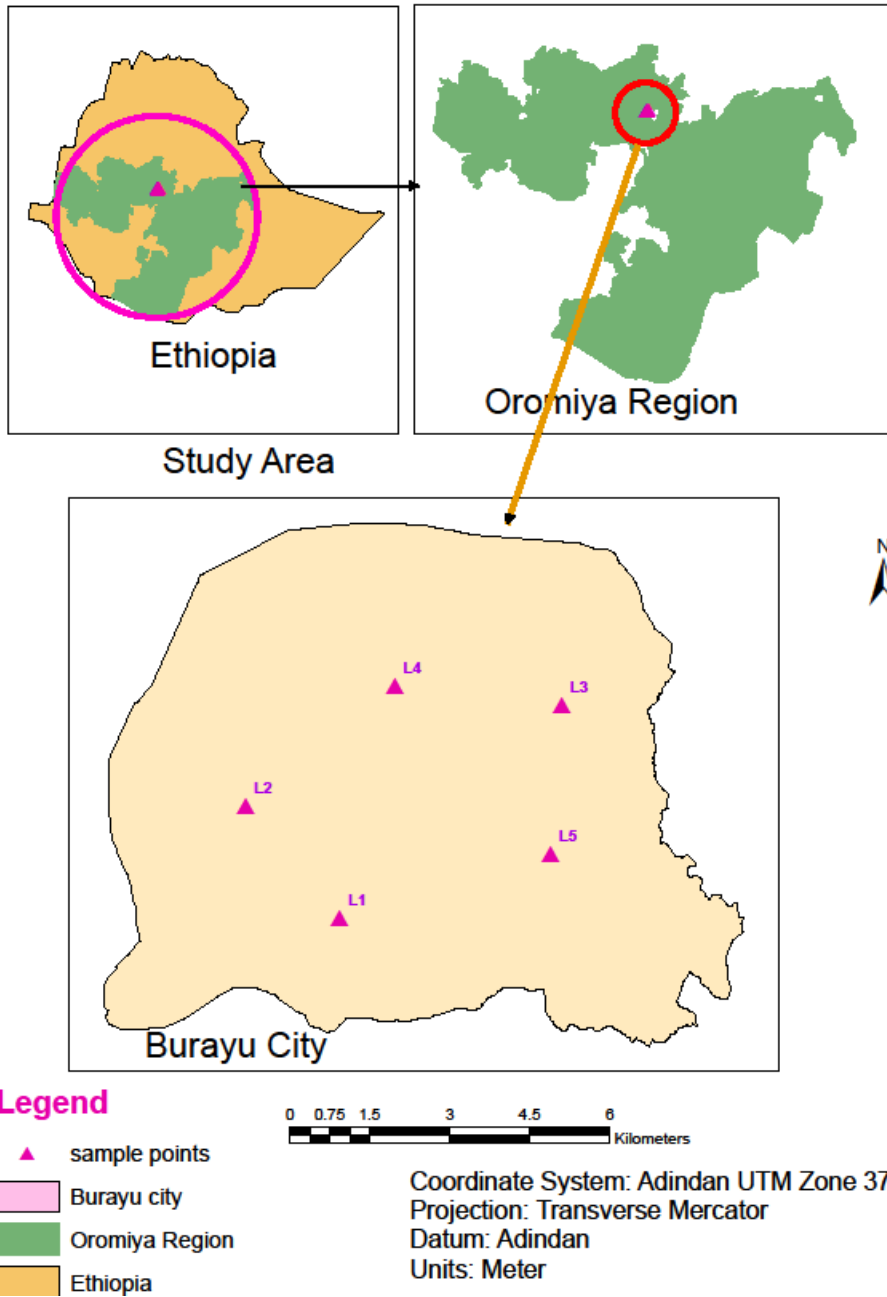 Ethiopia
Oromiya Region
Study Area
N
L4
L3
L2
L5
L1
Burayu City
Legend
0 0.75 1.5 3 4.5 6
Kilometers
sample points
Burayu city
Oromiya Region
Ethiopia
Coordinate System: Adindan UTM Zone 37
Projection: Transverse Mercator
Datum: Adindan
Units: Meter